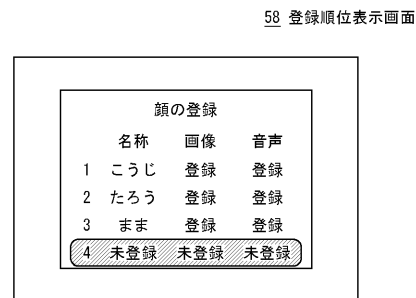 58 登録順位表示画面
顔の登録
名称 画像 音声
1 こうじ 登録 登録
2 たろう 登録 登録
3 まま 登録 登録
4 未登録 未登録 未登録